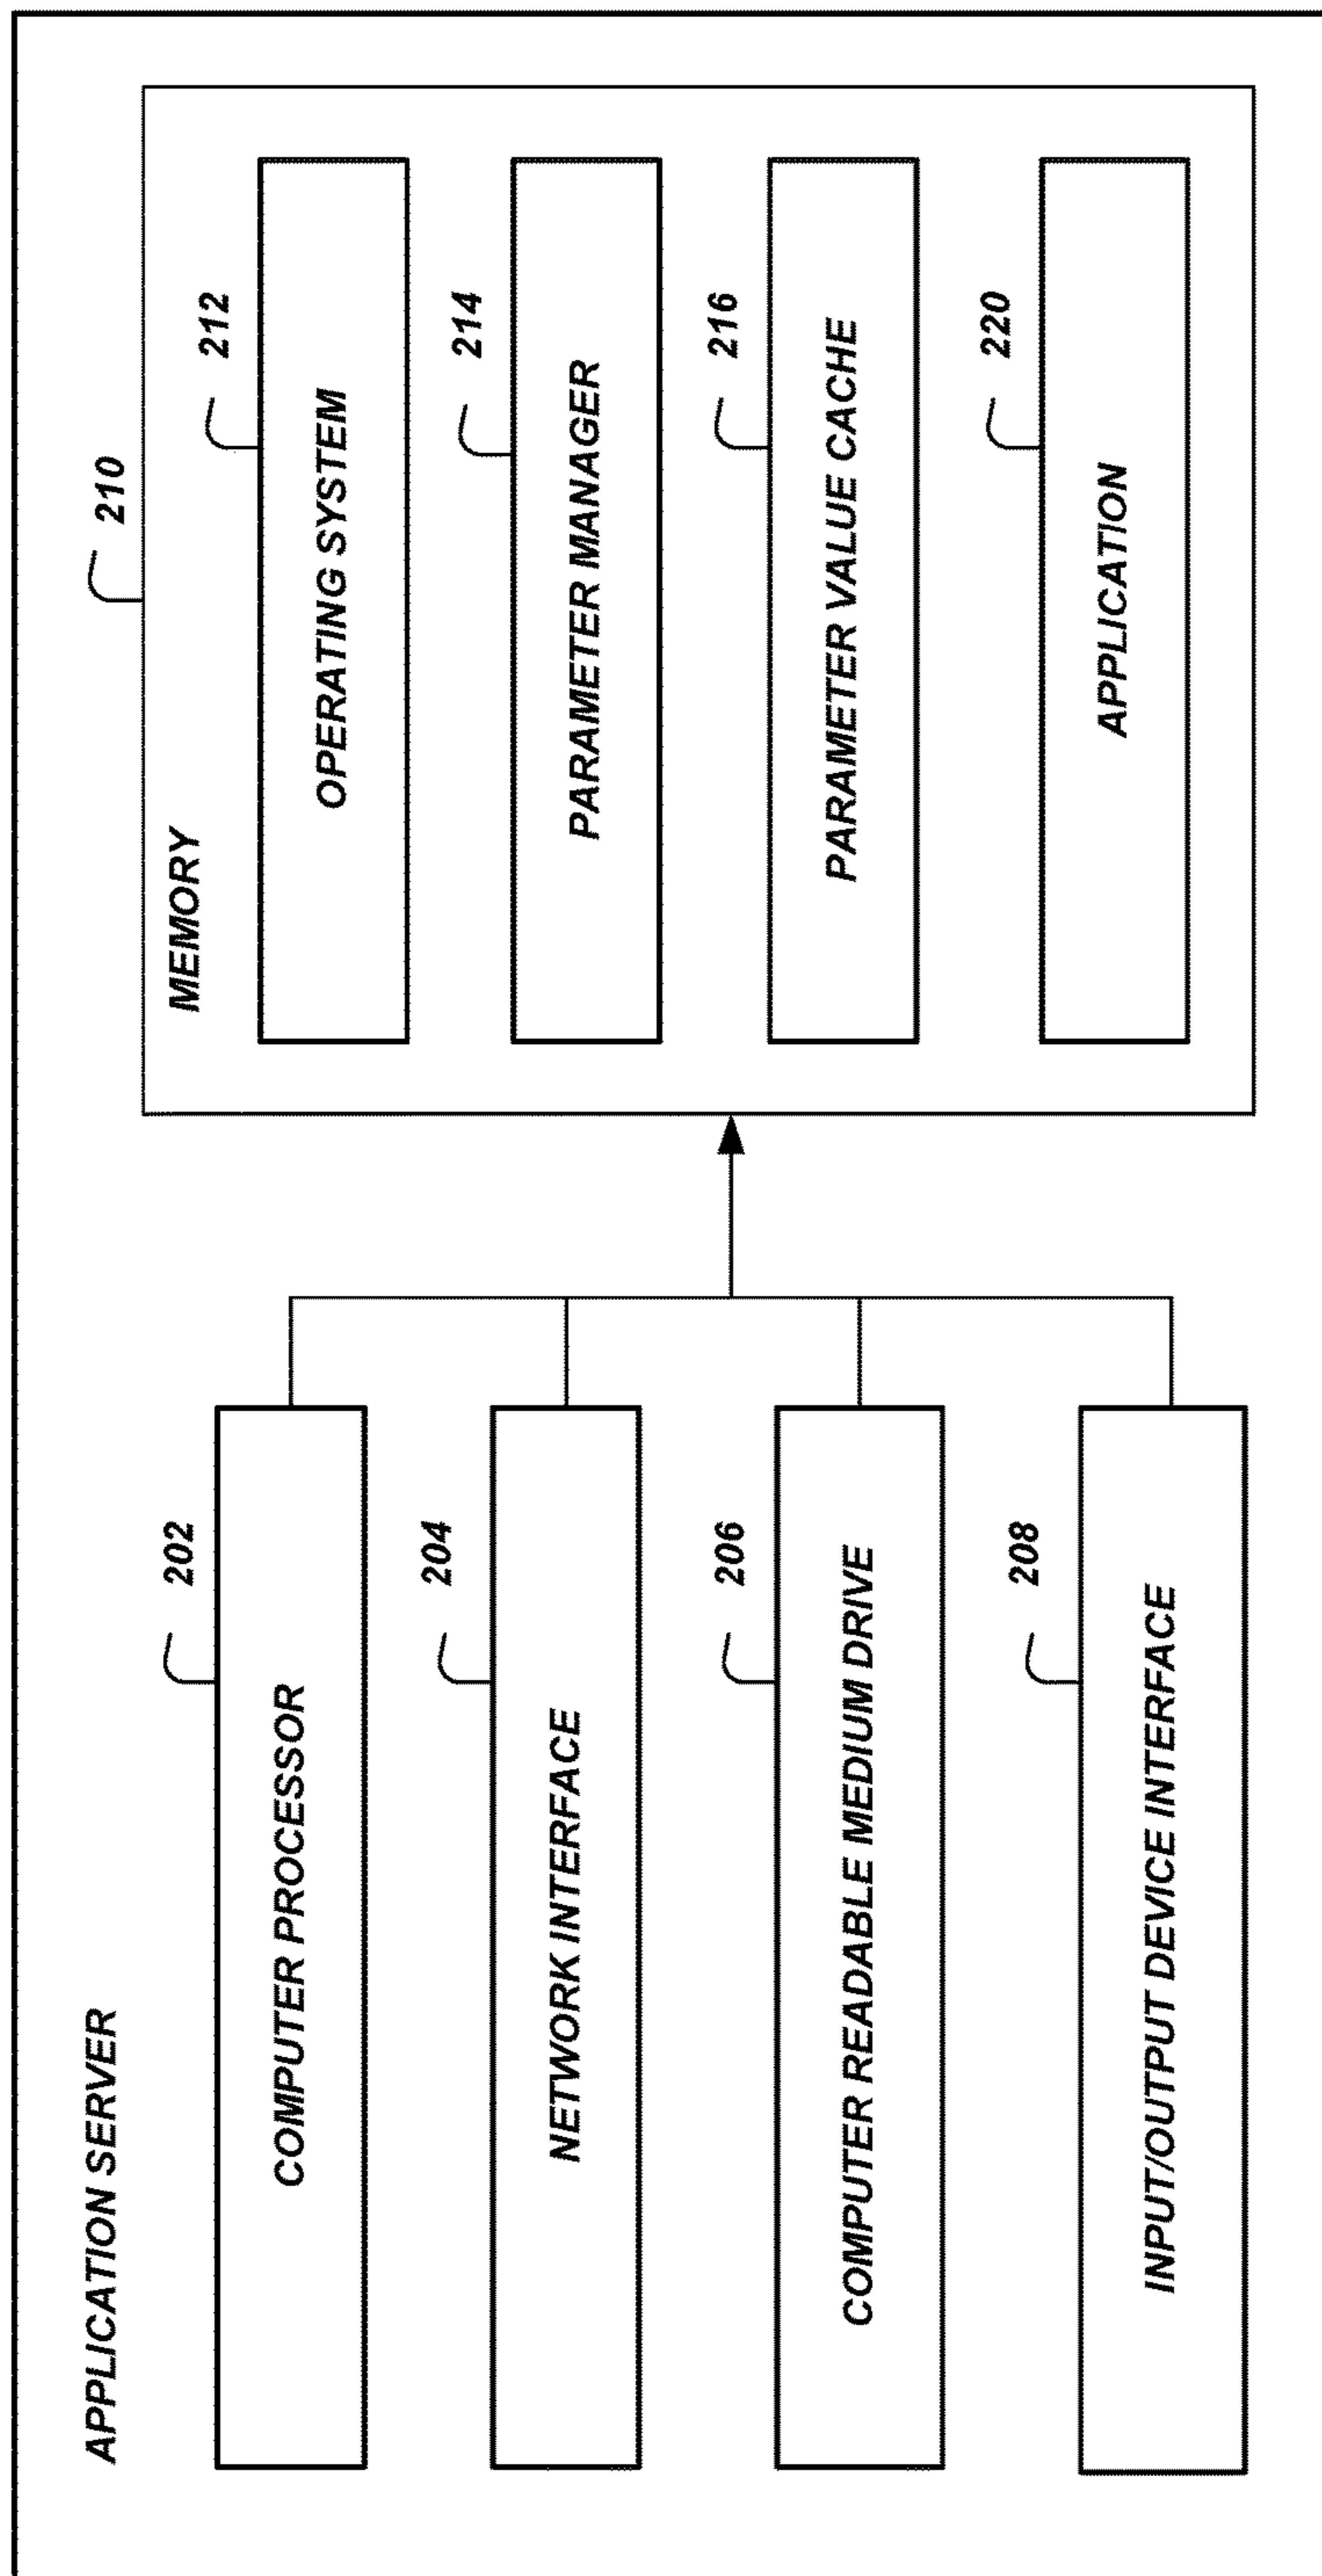 APPLICATION SERVER
202
COMPUTER PROCESSOR
204
NETWORK INTERFACE
206
COMPUTER READABLE MEDIUM DRIVE
208
INPUT/OUTPUT DEVICE INTERFACE
210
MEMORY
212
OPERATING SYSTEM
214
PARAMETER MANAGER
216
PARAMETER VALUE CACHE
220
APPLICATION